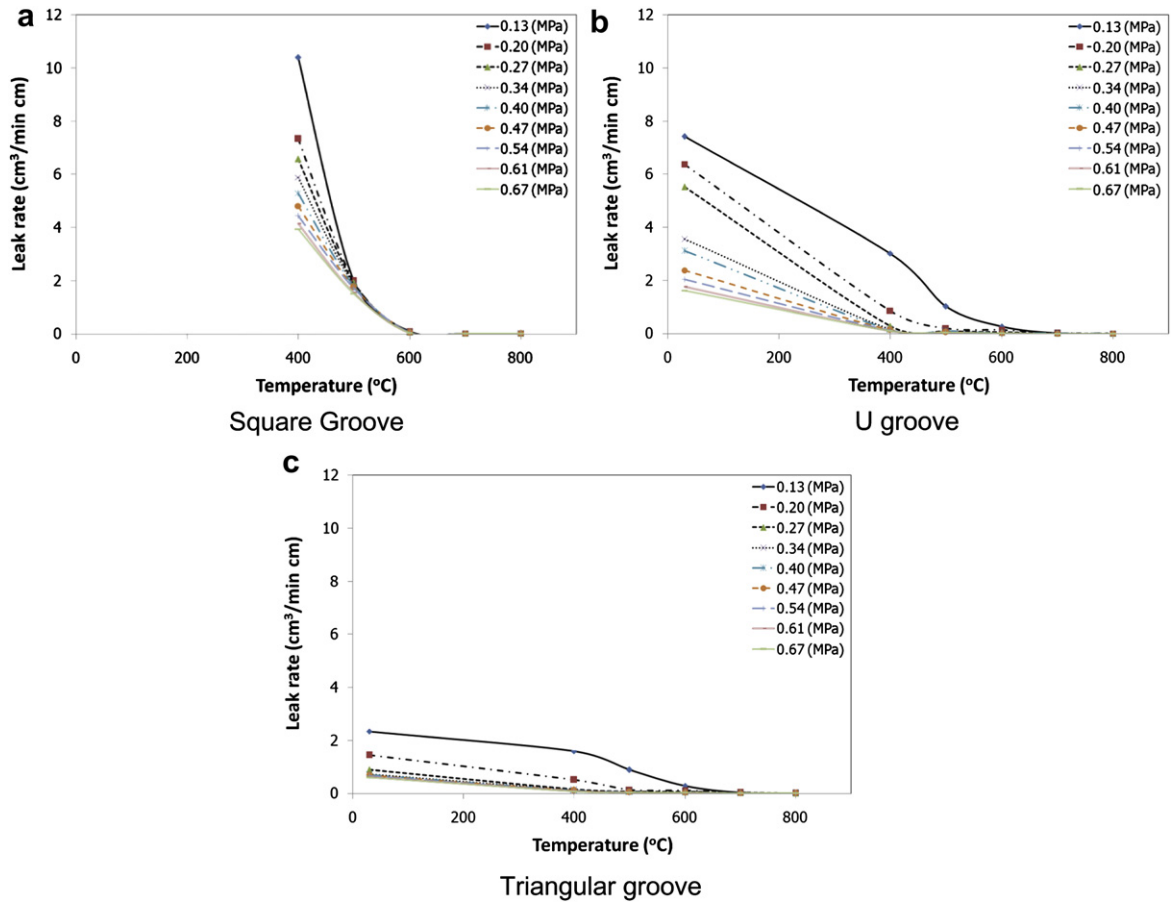 a
12
10
8
6
4
2
0
Leak rate (cm³/min cm)
0.13 (MPa)
0.20 (MPa)
0.27 (MPa)
0.34 (MPa)
0.40 (MPa)
0.47 (MPa)
0.54 (MPa)
0.61 (MPa)
0.67 (MPa)
0 200 400 600 800
Temperature (ºC)
Square Groove
b
12
10
8
6
4
2
0
Leak rate (cm³/min cm)
0.13 (MPa)
0.20 (MPa)
0.27 (MPa)
0.34 (MPa)
0.40 (MPa)
0.47 (MPa)
0.54 (MPa)
0.61 (MPa)
0.67 (MPa)
0 200 400 600 800
Temperature (ºC)
U groove
c
12
10
8
6
4
2
0
Leak rate (cm³/min cm)
0.13 (MPa)
0.20 (MPa)
0.27 (MPa)
0.34 (MPa)
0.40 (MPa)
0.47 (MPa)
0.54 (MPa)
0.61 (MPa)
0.67 (MPa)
0 200 400 600 800
Temperature (ºC)
Triangular groove